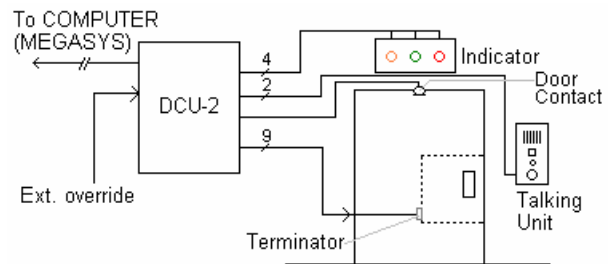 To COMPUTER
(MEGASYS)
4
Indicator
2
Door
Contact
DCU-2
9
Ext. override
Talking
Unit
Terminator